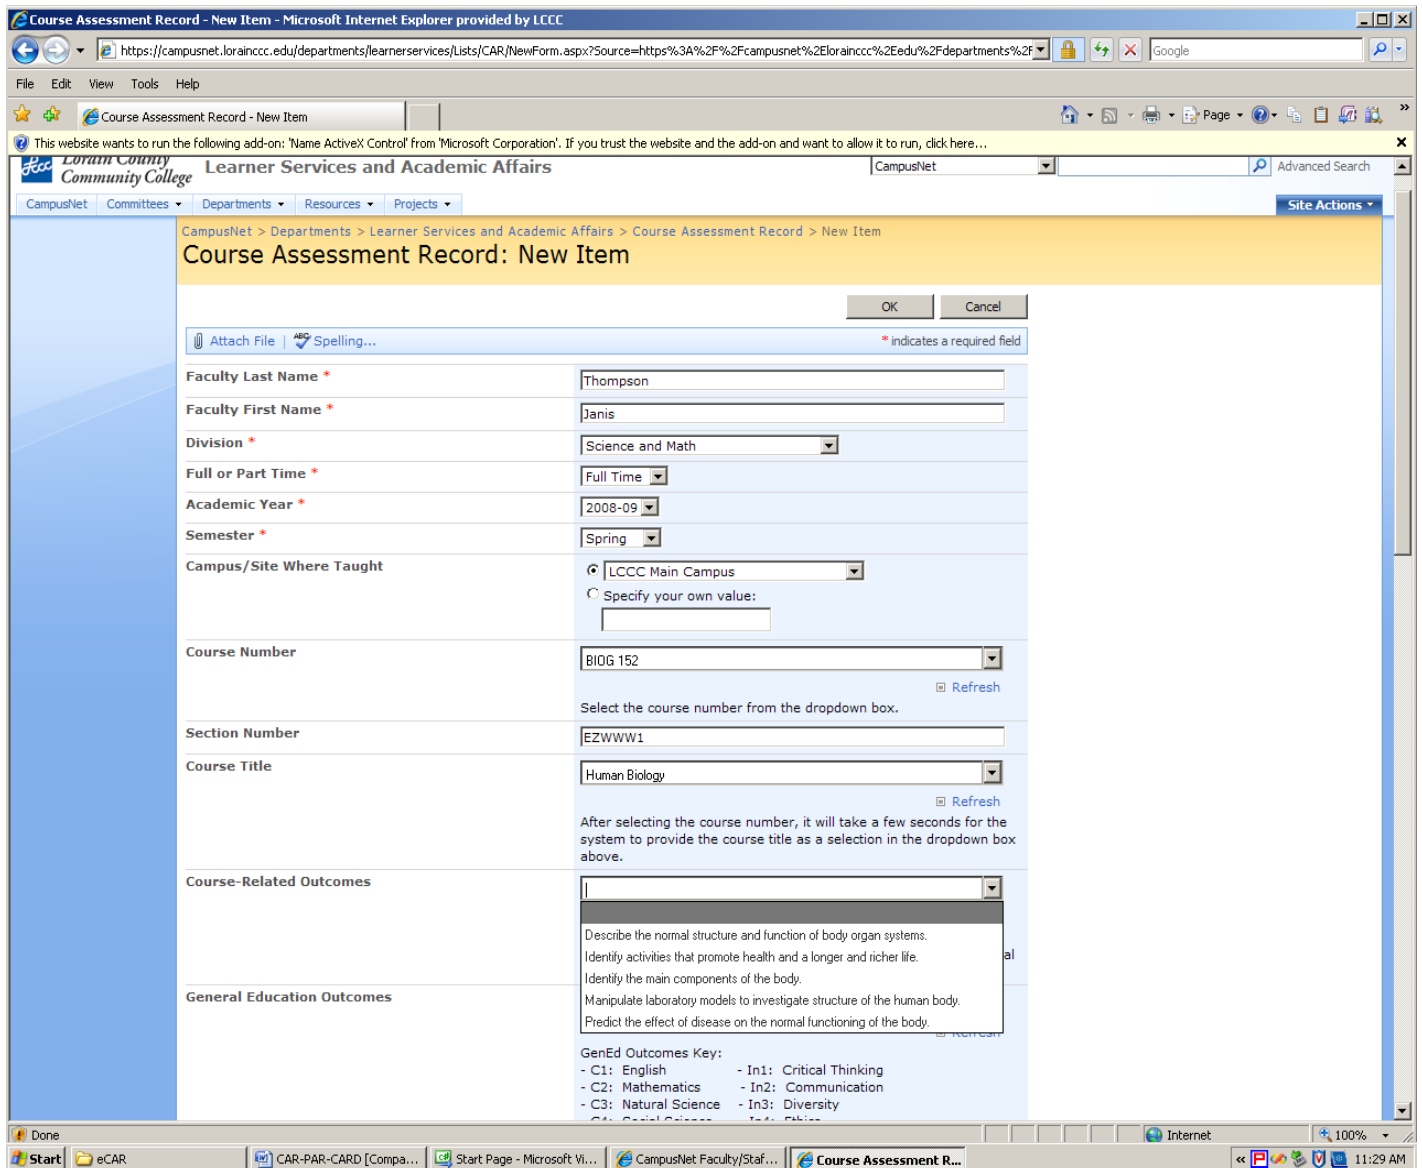 Course Assessment Record - New Item - Microsoft Internet Explorer provided by LCCC
https://campusnet.lorainccc.edu/departments/learnerservices/Lists/CAR/NewForm.aspx?Source=https%3A%2F%2Fcampusnet%2Elorainccc%2Eedu%2Fdepartments%2F
Google
File Edit View Tools Help
Course Assessment Record - New Item
Page
This website wants to run the following add-on: 'Name ActiveX Control' from 'Microsoft Corporation'. If you trust the website and the add-on and want to allow it to run, click here...
lccc
Lorain County
Community College
Learner Services and Academic Affairs
CampusNet
Advanced Search
CampusNet Committees Departments Resources Projects
Site Actions
CampusNet > Departments > Learner Services and Academic Affairs > Course Assessment Record > New Item
Course Assessment Record: New Item
OK Cancel
Attach File | ABC Spelling...
* indicates a required field
Faculty Last Name *
Thompson
Faculty First Name *
Janis
Division *
Science and Math
Full or Part Time *
Full Time
Academic Year *
2008-09
Semester *
Spring
Campus/Site Where Taught
LCCC Main Campus
Specify your own value:
Course Number
BIOG 152
Refresh
Select the course number from the dropdown box.
Section Number
EZWWW1
Course Title
Human Biology
Refresh
After selecting the course number, it will take a few seconds for the
system to provide the course title as a selection in the dropdown box
above.
Course-Related Outcomes
Describe the normal structure and function of body organ systems.
Identify activities that promote health and a longer and richer life.
al
Identify the main components of the body.
General Education Outcomes
Manipulate laboratory models to investigate structure of the human body.
Predict the effect of disease on the normal functioning of the body.
Refresh
GenEd Outcomes Key:
- C1: English - In1: Critical Thinking
- C2: Mathematics - In2: Communication
- C3: Natural Science - In3: Diversity
- C4: Social Science - In4: Ethics
Done
Internet
100%
Start
eCAR
CAR-PAR-CARD [Compa...
Start Page - Microsoft Vi...
CampusNet Faculty/Staf...
Course Assessment R...
11:29 AM